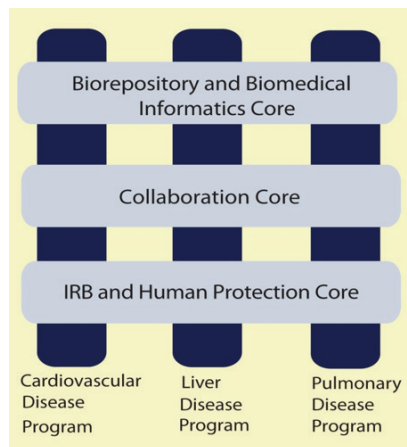 Biorepository and Biomedical
Informatics Core
Collaboration Core
IRB and Human Protection Core
Cardiovascular
Disease
Program
Liver
Disease
Program
Pulmonary
Disease
Program